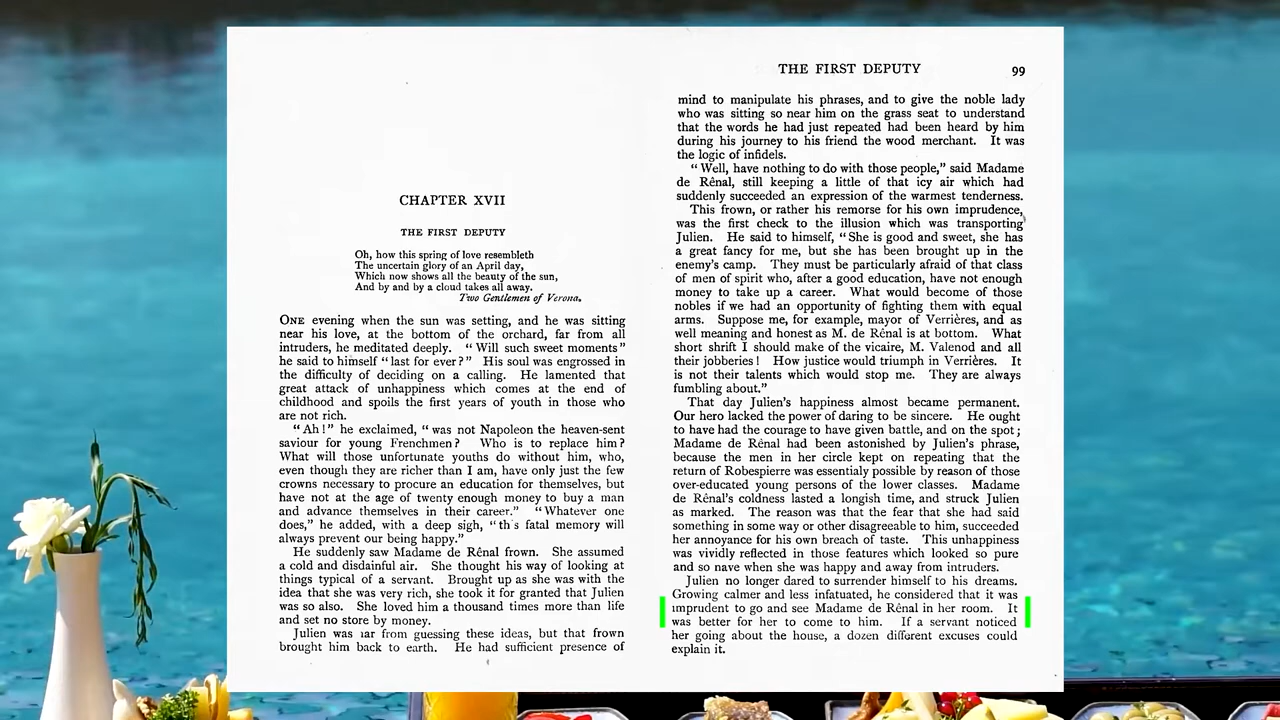 CHAPTER XVII
THE FIRST DEPUTY
Oh, how this spring of love resembleth
The uncertain glory of an April day,
Which now shows all the beauty of the sun,
And by and by a cloud takes all away.
Two Gentlemen of Verona.
ONE evening when the sun was setting, and he was sitting
near his love, at the bottom of the orchard, far from all
intruders, he meditated deeply. “Will such sweet moments”
he said to himself “last for ever?” His soul was engrossed in
the difficulty of deciding on a calling. He lamented that
great attack of unhappiness which comes at the end of
childhood and spoils the first years of youth in those who
are not rich.
“Ah!” he exclaimed, “was not Napoleon the heaven-sent
saviour for young Frenchmen? Who is to replace him?
What will those unfortunate youths do without him, who,
even though they are richer than I am, have only just the few
crowns necessary to procure an education for themselves, but
have not at the age of twenty enough money to buy a man
and advance themselves in their career.” “Whatever one
does,” he added, with a deep sigh, “th's fatal memory will
always prevent our being happy.”
He suddenly saw Madame de Rênal frown. She assumed
a cold and disdainful air. She thought his way of looking at
things typical of a servant. Brought up as she was with the
idea that she was very rich, she took it for granted that Julien
was so also. She loved him a thousand times more than life
and set no store by money.
Julien was far from guessing these ideas, but that frown
brought him back to earth. He had sufficient presence of
THE FIRST DEPUTY 99
mind to manipulate his phrases, and to give the noble lady
who was sitting so near him on the grass seat to understand
that the words he had just repeated had been heard by him
during his journey to his friend the wood merchant. It was
the logic of infidels.
“Well, have nothing to do with those people,” said Madame
de Rênal, still keeping a little of that icy air which had
suddenly succeeded an expression of the warmest tenderness.
This frown, or rather his remorse for his own imprudence,
was the first check to the illusion which was transporting
Julien. He said to himself, “She is good and sweet, she has
a great fancy for me, but she has been brought up in the
enemy's camp. They must be particularly afraid of that class
of men of spirit who, after a good education, have not enough
money to take up a career. What would become of those
nobles if we had an opportunity of fighting them with equal
arms. Suppose me, for example, mayor of Verrières, and as
well meaning and honest as M. de Rênal is at bottom. What
short shrift I should make of the vicaire, M. Valenod and all
their jobberies! How justice would triumph in Verrières. It
is not their talents which would stop me. They are always
fumbling about.”
That day Julien's happiness almost became permanent.
Our hero lacked the power of daring to be sincere. He ought
to have had the courage to have given battle, and on the spot;
Madame de Rênal had been astonished by Julien's phrase,
because the men in her circle kept on repeating that the
return of Robespierre was essentialy possible by reason of those
over-educated young persons of the lower classes. Madame
de Rênal's coldness lasted a longish time, and struck Julien
as marked. The reason was that the fear that she had said
something in some way or other disagreeable to him, succeeded
her annoyance for his own breach of taste. This unhappiness
was vividly reflected in those features which looked so pure
and so nave when she was happy and away from intruders.
Julien no longer dared to surrender himself to his dreams.
Growing calmer and less infatuated, he considered that it was
imprudent to go and see Madame de Rênal in her room. It
was better for her to come to him. If a servant noticed
her going about the house, a dozen different excuses could
explain it.